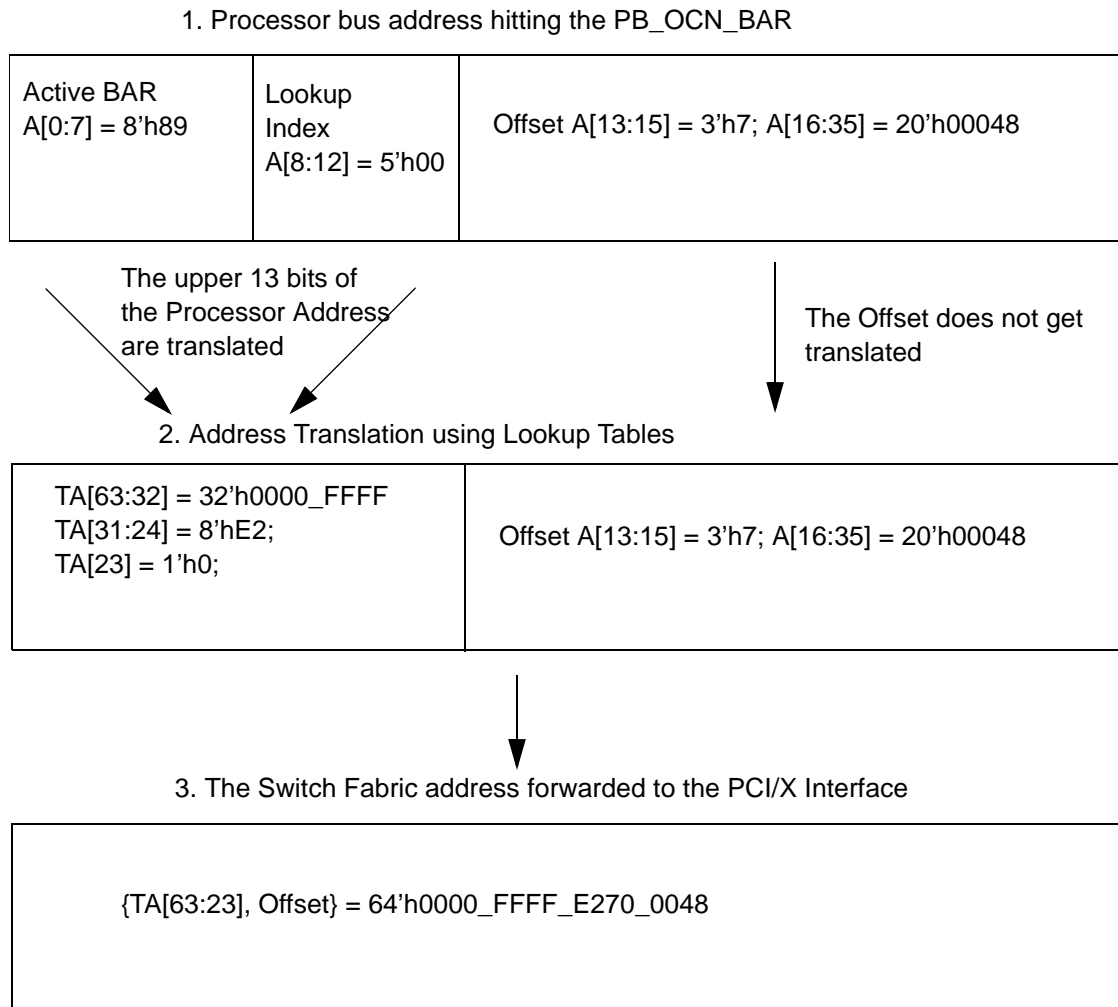 1. Processor bus address hitting the PB_OCN_BAR
Active BAR
A[0:7] = 8'h89
Lookup
Index
A[8:12] = 5'h00
Offset A[13:15] = 3'h7; A[16:35] = 20'h00048
The upper 13 bits of
the Processor Address
are translated
The Offset does not get
translated
2. Address Translation using Lookup Tables
TA[63:32] = 32'h0000_FFFF
TA[31:24] = 8'hE2;
TA[23] = 1'h0;
Offset A[13:15] = 3'h7; A[16:35] = 20'h00048
3. The Switch Fabric address forwarded to the PCI/X Interface
{TA[63:23], Offset} = 64'h0000_FFFF_E270_0048